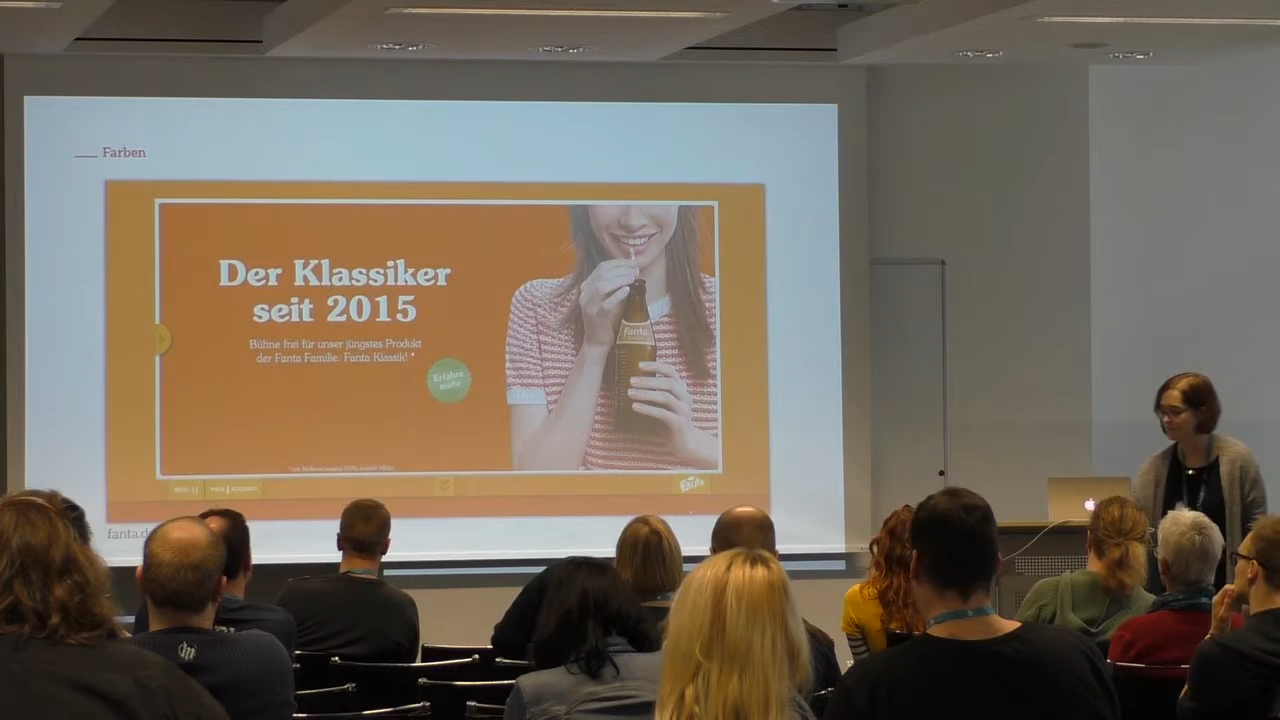 Farben
Der Klassiker
seit 2015
Bühne frei für unser jüngstes Produkt
der Fanta Familie: Fanta Klassik! *
Erfahre
mehr
Fanta
fanta.d